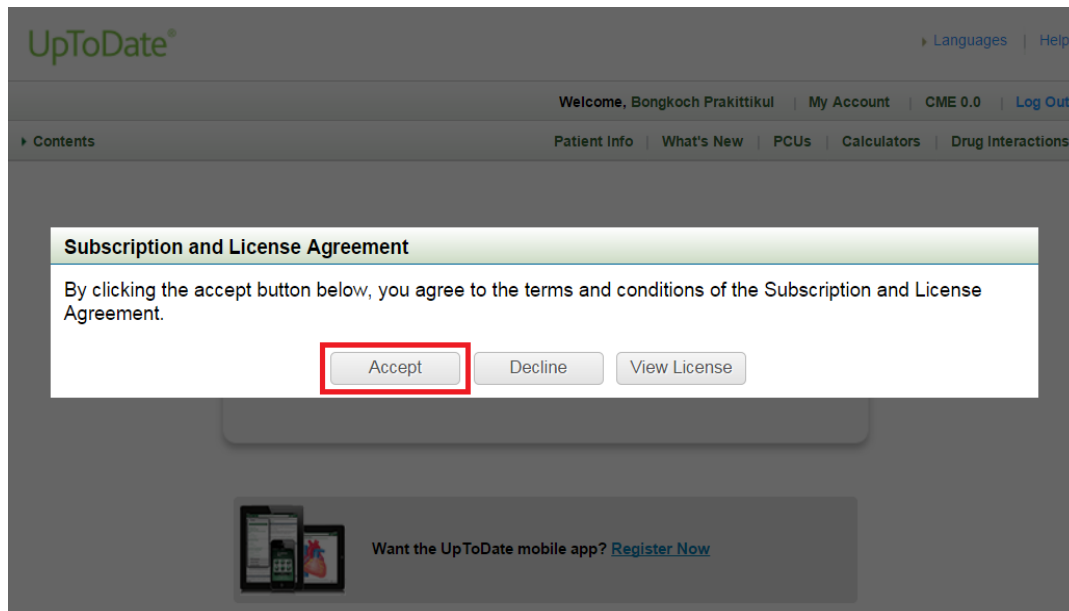 UpToDate®
Languages | Help
Welcome, Bongkoch Prakittikul | My Account | CME 0.0 | Log Out
Contents
Patient Info | What's New | PCUs | Calculators | Drug Interactions
Subscription and License Agreement
By clicking the accept button below, you agree to the terms and conditions of the Subscription and License
Agreement.
Accept
Decline
View License
Want the UpToDate mobile app? Register Now